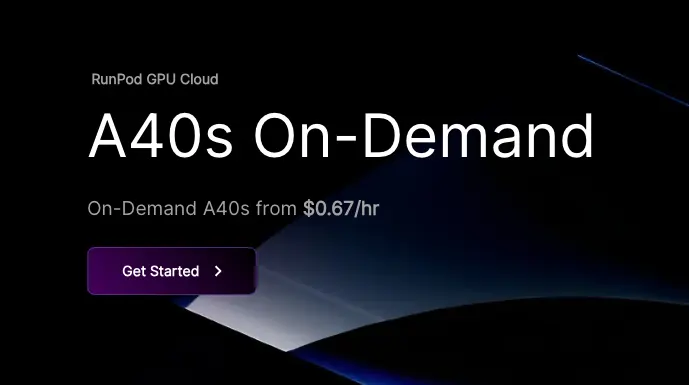 RunPod GPU Cloud
A40s On-Demand
On-Demand A40s from $0.67/hr
Get Started